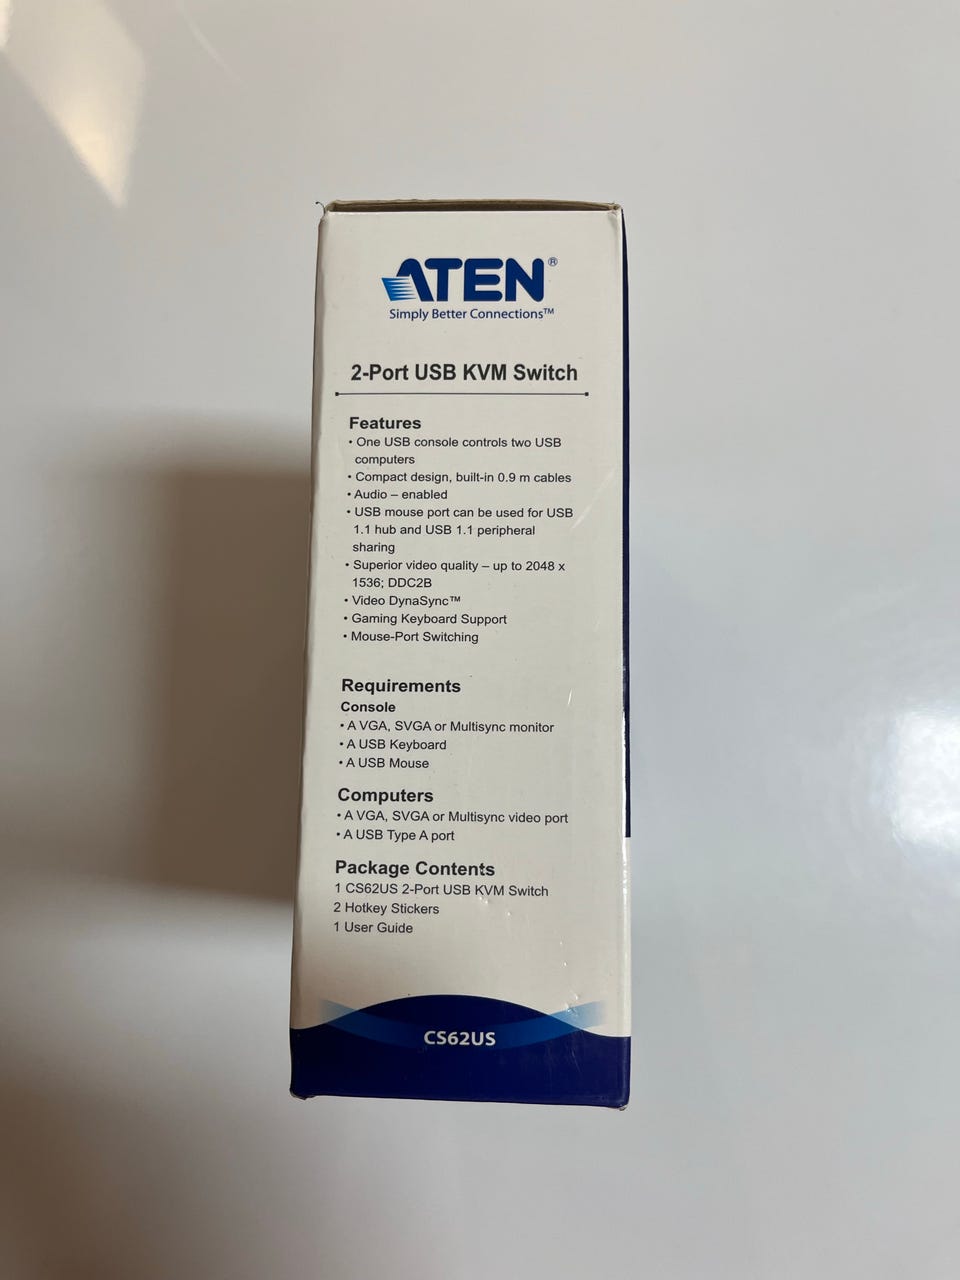 ATEN®
Simply Better Connections™
2-Port USB KVM Switch
Features
• One USB console controls two USB
computers
• Compact design, built-in 0.9 m cables
• Audio – enabled
• USB mouse port can be used for USB
1.1 hub and USB 1.1 peripheral
sharing
• Superior video quality – up to 2048 x
1536; DDC2B
• Video DynaSync™
• Gaming Keyboard Support
• Mouse-Port Switching
Requirements
Console
• A VGA, SVGA or Multisync monitor
• A USB Keyboard
• A USB Mouse
Computers
• A VGA, SVGA or Multisync video port
• A USB Type A port
Package Contents
1 CS62US 2-Port USB KVM Switch
2 Hotkey Stickers
1 User Guide
CS62US